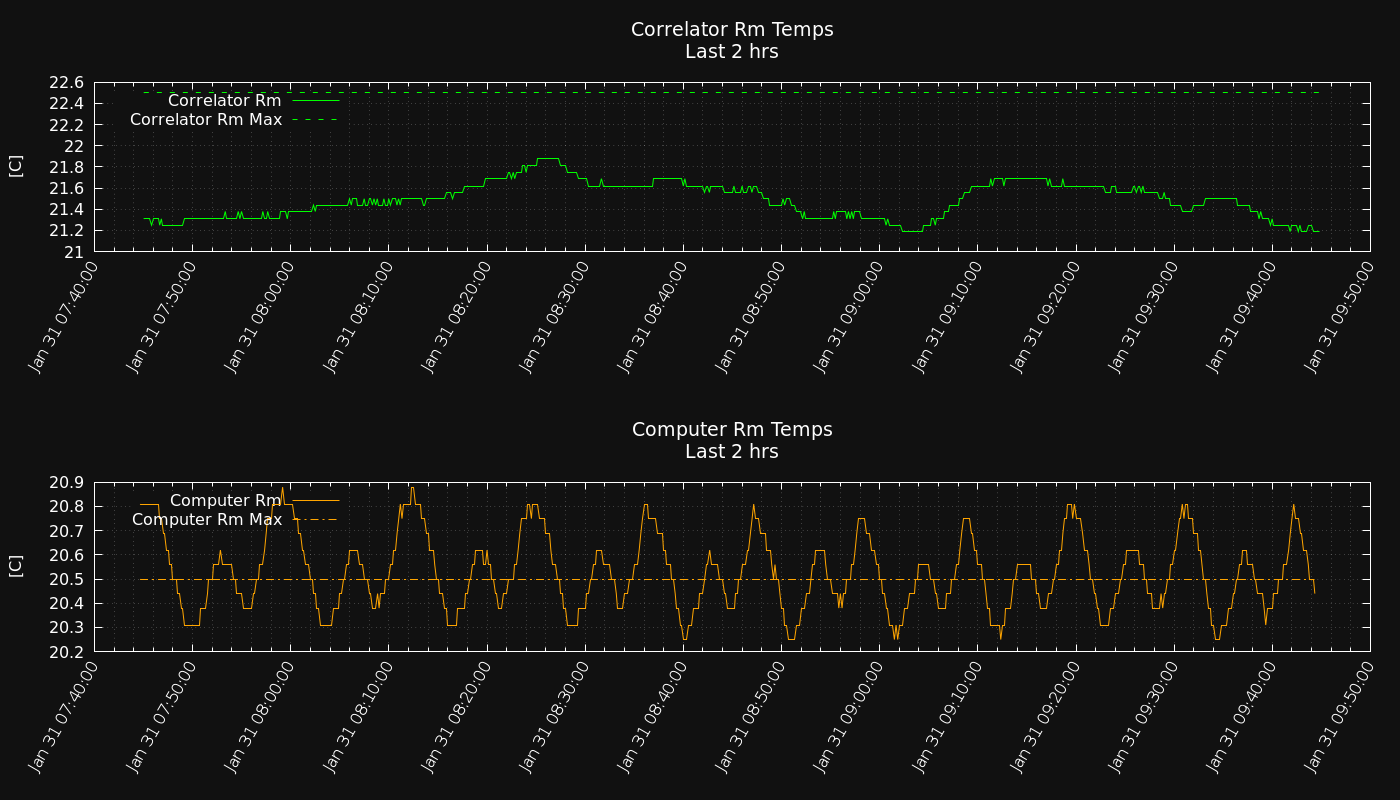 Correlator Rm Temps
Last 2 hrs
[C]
22.6
22.4
22.2
22
21.8
21.6
21.4
21.2
21
Correlator Rm
Correlator Rm Max
Jan 31 07:40:00
Jan 31 07:50:00
Jan 31 08:00:00
Jan 31 08:10:00
Jan 31 08:20:00
Jan 31 08:30:00
Jan 31 08:40:00
Jan 31 08:50:00
Jan 31 09:00:00
Jan 31 09:10:00
Jan 31 09:20:00
Jan 31 09:30:00
Jan 31 09:40:00
Jan 31 09:50:00
Computer Rm Temps
Last 2 hrs
[C]
20.9
20.8
20.7
20.6
20.5
20.4
20.3
20.2
Computer Rm
Computer Rm Max
Jan 31 07:40:00
Jan 31 07:50:00
Jan 31 08:00:00
Jan 31 08:10:00
Jan 31 08:20:00
Jan 31 08:30:00
Jan 31 08:40:00
Jan 31 08:50:00
Jan 31 09:00:00
Jan 31 09:10:00
Jan 31 09:20:00
Jan 31 09:30:00
Jan 31 09:40:00
Jan 31 09:50:00